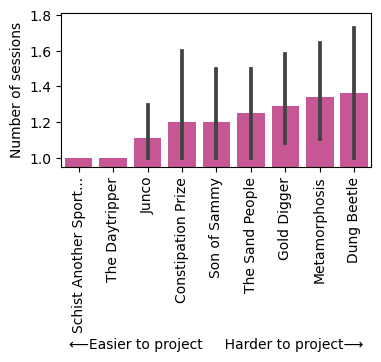 Number of sessions
1.8
1.6
1.4
1.2
1.0
Schist Another Sport...
The Daytripper
Junco
Constipation Prize
Son of Sammy
The Sand People
Gold Digger
Metamorphosis
Dung Beetle
⟵Easier to project Harder to project⟶